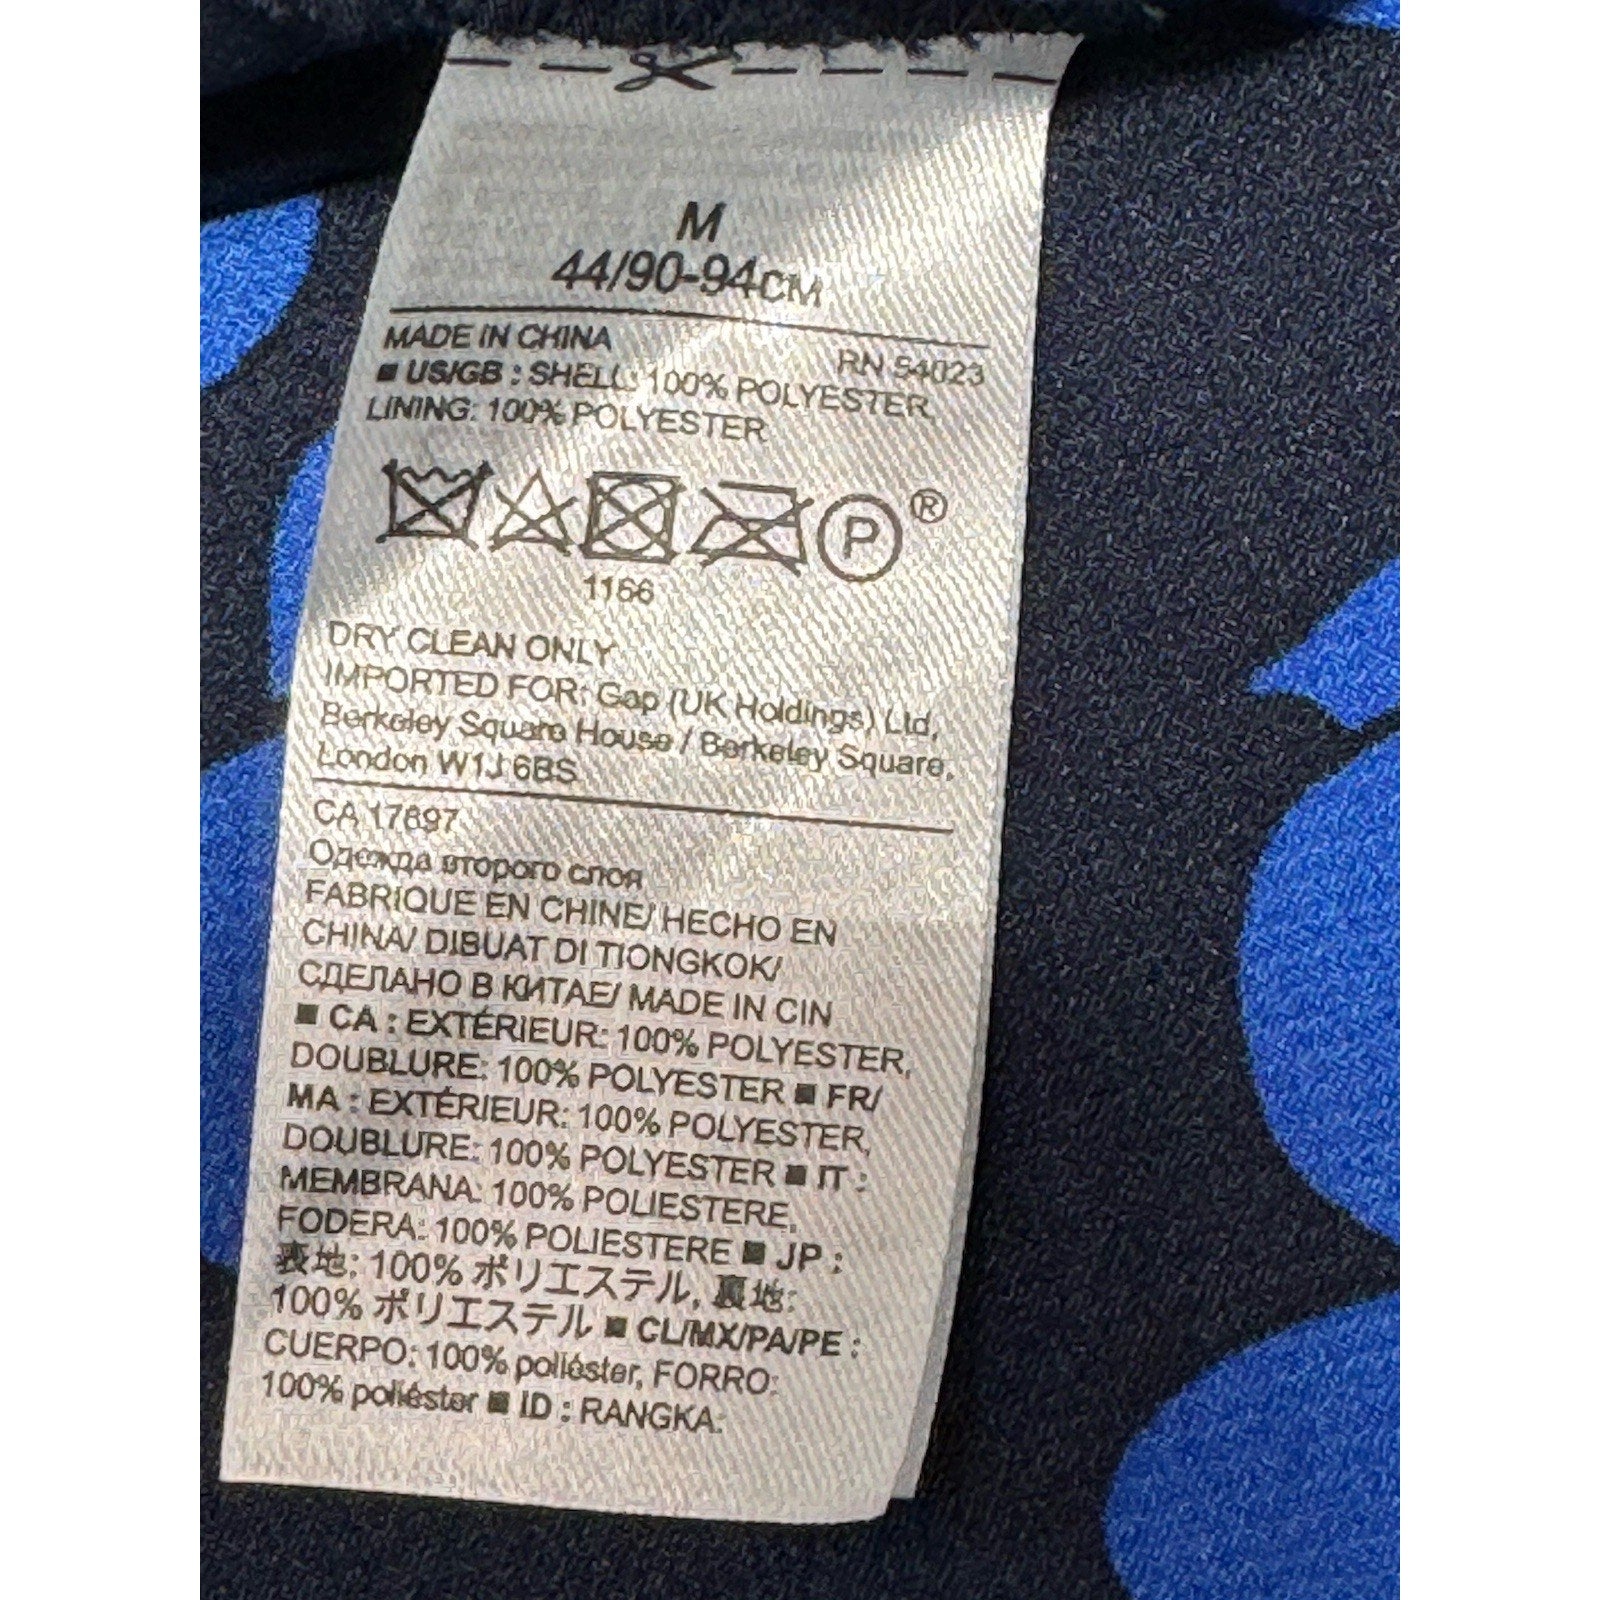 M
44/90-94CM
MADE IN CHINA
RN 54023
■ US/GB : SHELL: 100% POLYESTER,
LINING: 100% POLYESTER
P ®
1166
DRY CLEAN ONLY
IMPORTED FOR: Gap (UK Holdings) Ltd,
Berkeley Square House / Berkeley Square,
London W1J 6BS
CA 17897
Одежда второго слоя
FABRIQUE EN CHINE/ HECHO EN
CHINA/ DIBUAT DI TIONGKOK/
СДЕЛАНО В КИТАЕ/ MADE IN CIN
■ CA : EXTÉRIEUR: 100% POLYESTER,
DOUBLURE: 100% POLYESTER ■ FR/
MA : EXTÉRIEUR: 100% POLYESTER,
DOUBLURE: 100% POLYESTER ■ IT :
MEMBRANA: 100% POLIESTERE,
FODERA: 100% POLIESTERE ■ JP :
表地: 100% ポリエステル, 裏地:
100% ポリエステル ■ CL/MX/PA/PE :
CUERPO: 100% poliéster, FORRO:
100% poliéster ■ ID : RANGKA: